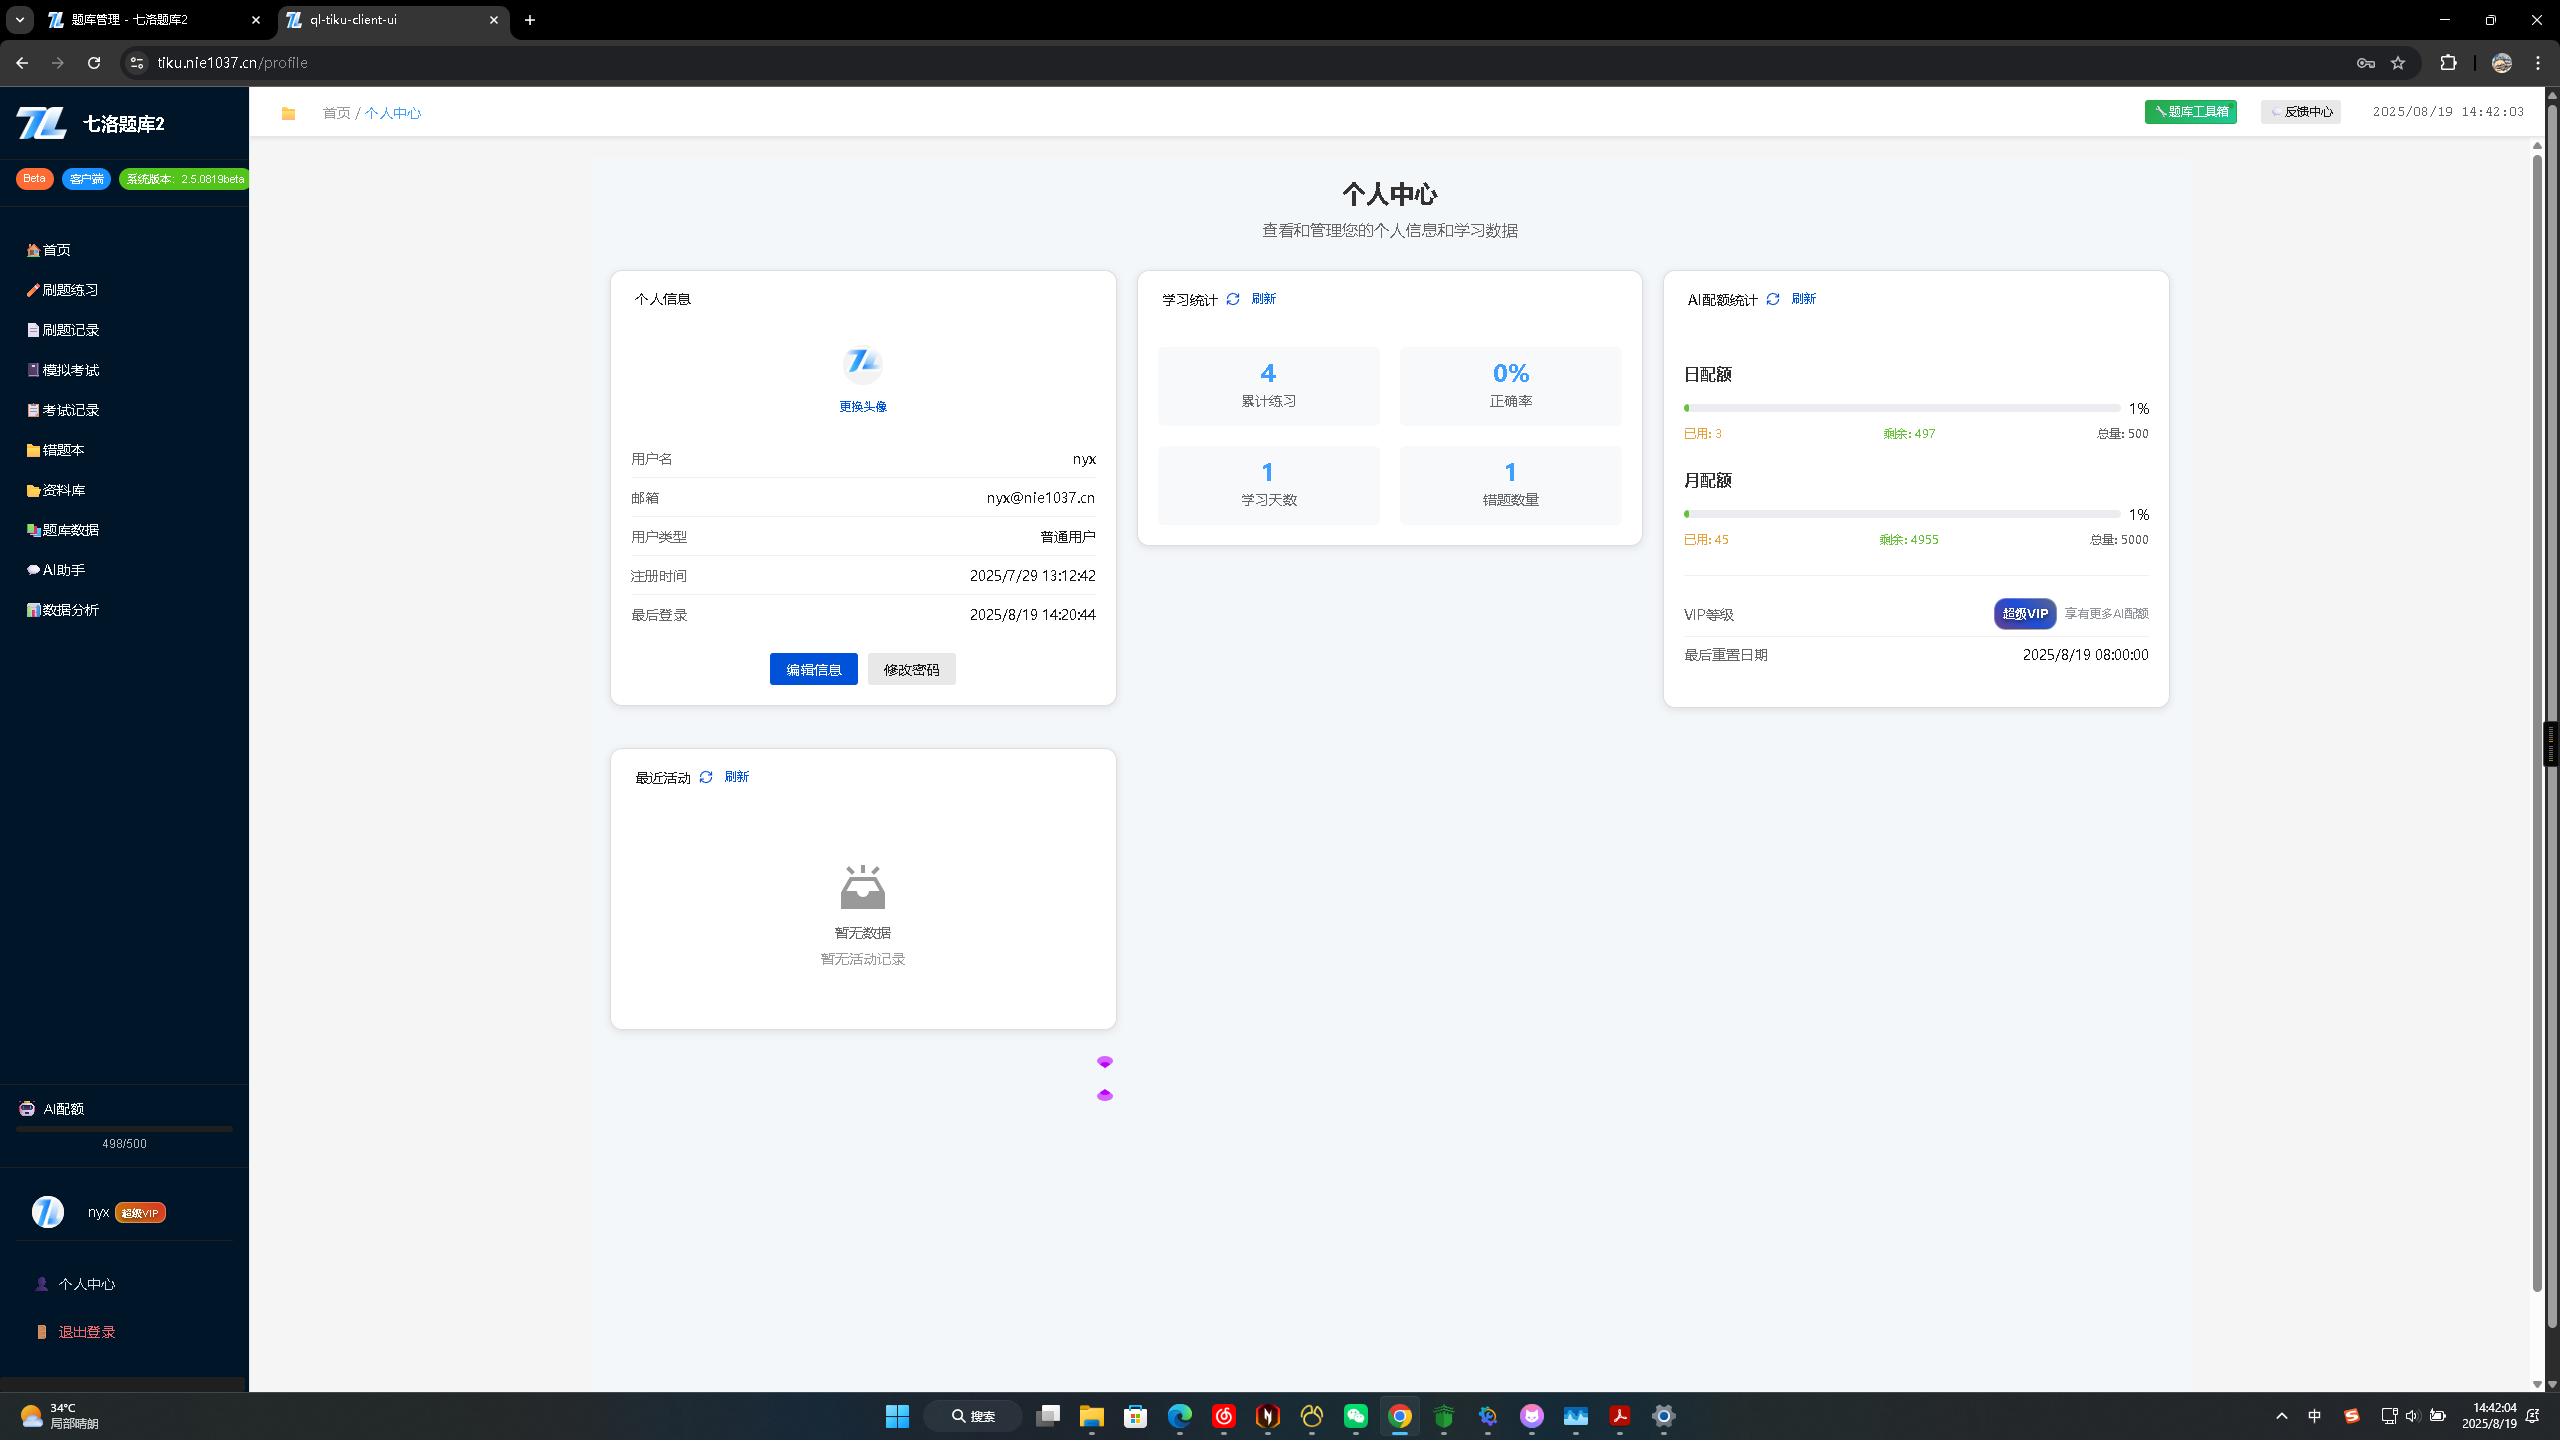 题库管理 - 七洛题库2
ql-tiku-client-ui
tiku.nie1037.cn/profile
七洛题库2
Beta
客户端
系统版本: 2.5.0819beta
首页
刷题练习
刷题记录
模拟考试
考试记录
错题本
资料库
题库数据
AI助手
数据分析
AI配额
498/500
nyx 超级VIP
个人中心
退出登录
首页 / 个人中心
题库工具箱
反馈中心
2025/08/19 14:42:03
个人中心
查看和管理您的个人信息和学习数据
个人信息
更换头像
用户名 nyx
邮箱 nyx@nie1037.cn
用户类型 普通用户
注册时间 2025/7/29 13:12:42
最后登录 2025/8/19 14:20:44
编辑信息 修改密码
学习统计 刷新
4
累计练习
0%
正确率
1
学习天数
1
错题数量
AI配额统计 刷新
日配额
1%
已用: 3 剩余: 497 总量: 500
月配额
1%
已用: 45 剩余: 4955 总量: 5000
VIP等级 超级VIP 享有更多AI配额
最后重置日期 2025/8/19 08:00:00
最近活动 刷新
暂无数据
暂无活动记录
34°C
局部晴朗
搜索
中
14:42:04
2025/8/19